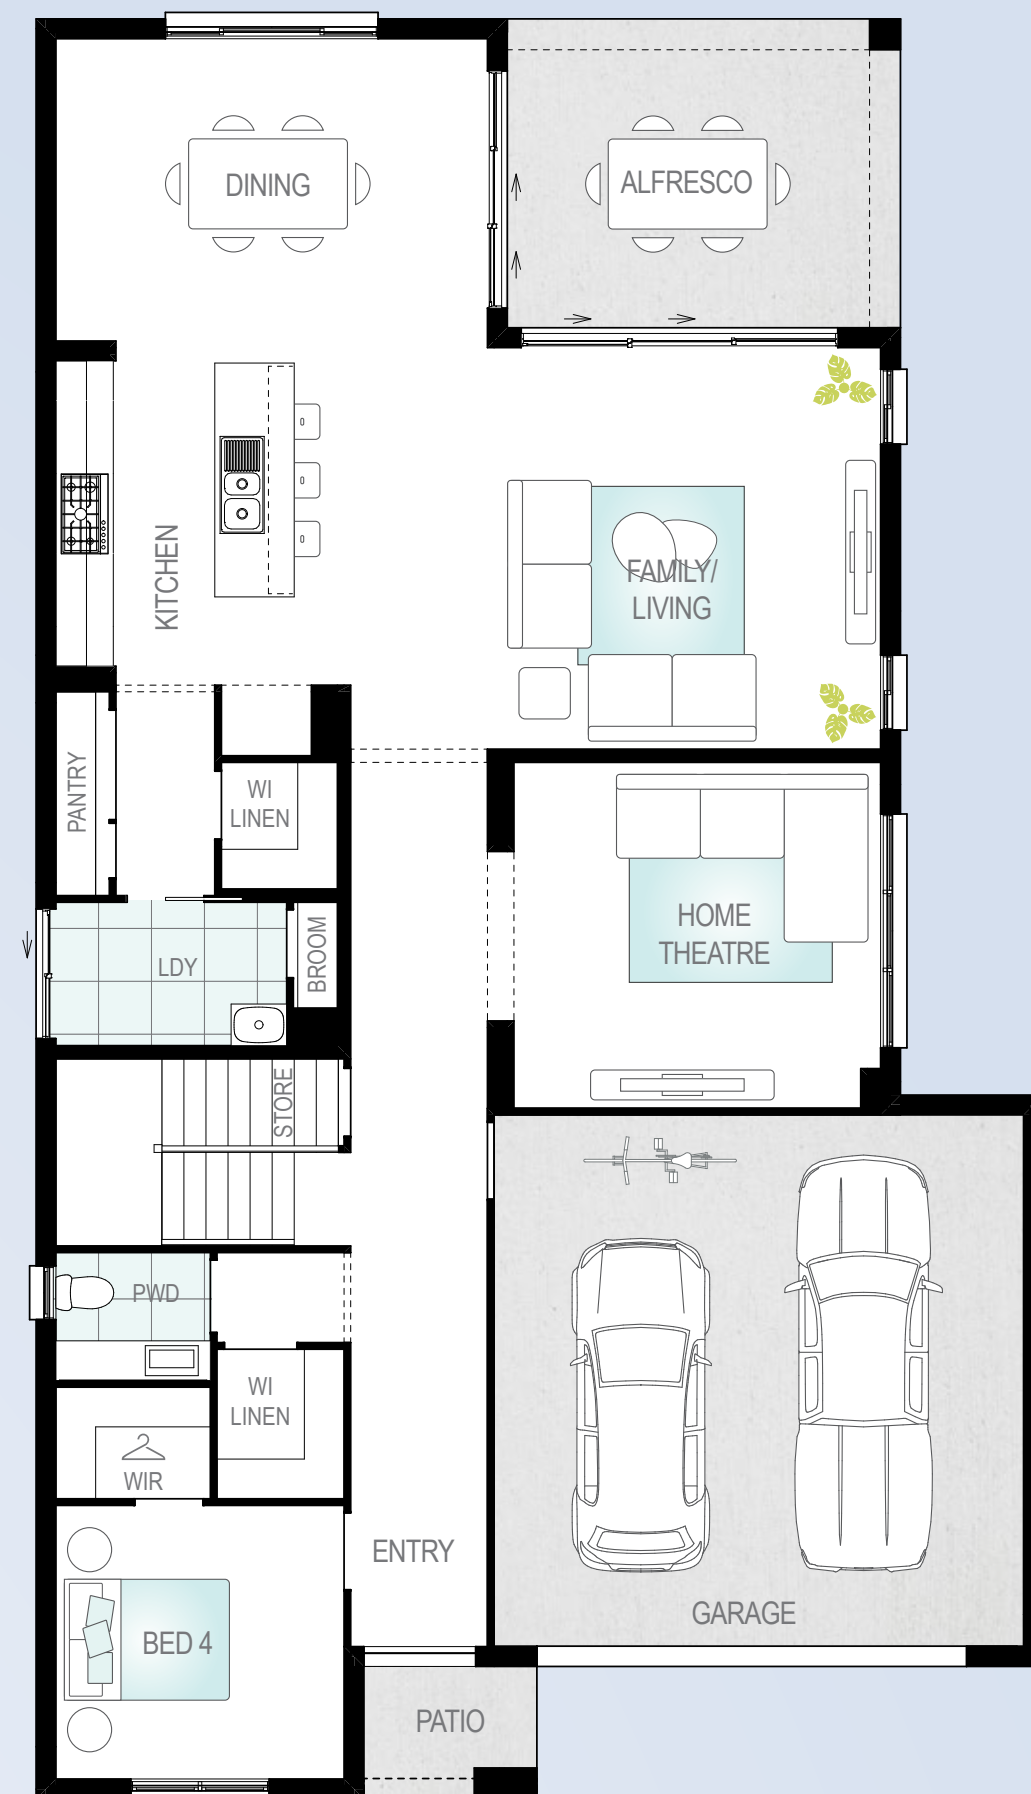 DINING
ALFRESCO
KITCHEN
FAMILY/
LIVING
PANTRY
WI
LINEN
HOME
THEATRE
LDY
BROOM
STORE
PWD
WI
LINEN
WIR
ENTRY
BED 4
GARAGE
PATIO